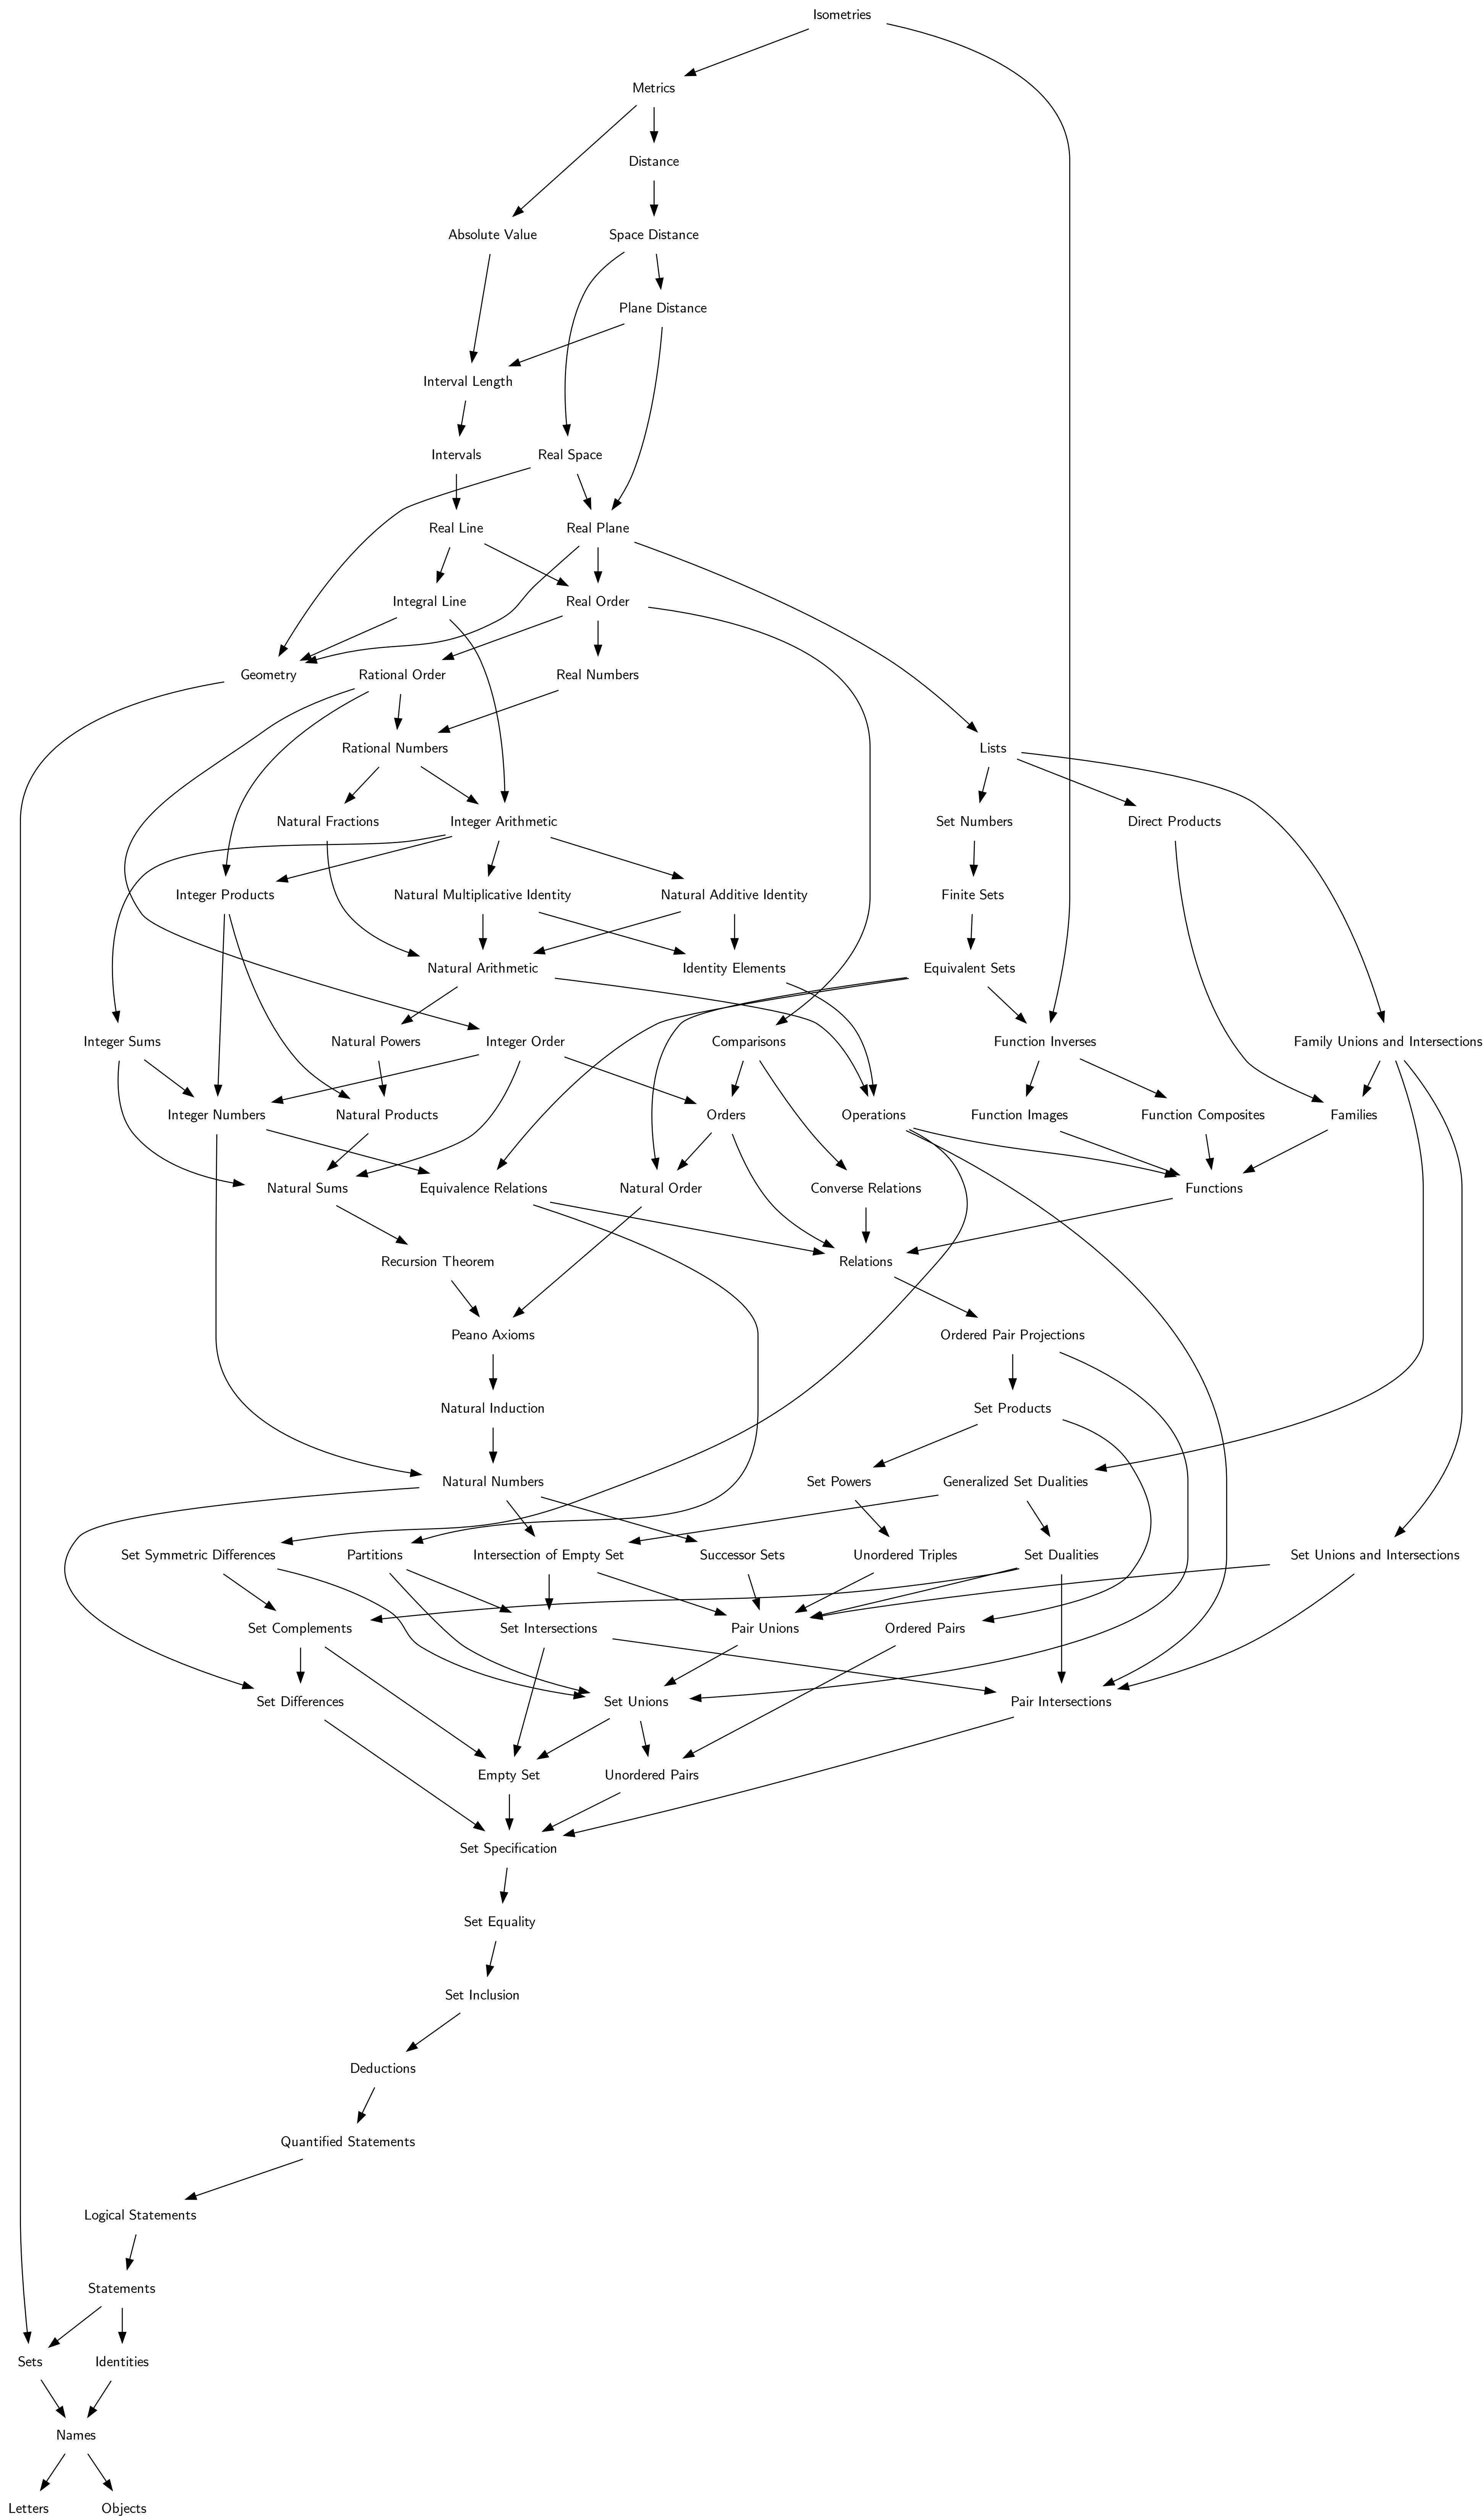 Isometries
Metrics
Distance
Absolute Value
Space Distance
Plane Distance
Interval Length
Intervals
Real Space
Real Line
Real Plane
Integral Line
Real Order
Geometry
Rational Order
Real Numbers
Rational Numbers
Lists
Natural Fractions
Integer Arithmetic
Set Numbers
Direct Products
Integer Products
Natural Multiplicative Identity
Natural Additive Identity
Finite Sets
Natural Arithmetic
Identity Elements
Equivalent Sets
Integer Sums
Natural Powers
Integer Order
Comparisons
Function Inverses
Family Unions and Intersections
Integer Numbers
Natural Products
Orders
Operations
Function Images
Function Composites
Families
Natural Sums
Equivalence Relations
Natural Order
Converse Relations
Functions
Recursion Theorem
Relations
Peano Axioms
Ordered Pair Projections
Natural Induction
Set Products
Natural Numbers
Set Powers
Generalized Set Dualities
Set Symmetric Differences
Partitions
Intersection of Empty Set
Successor Sets
Unordered Triples
Set Dualities
Set Unions and Intersections
Set Complements
Set Intersections
Pair Unions
Ordered Pairs
Set Differences
Set Unions
Pair Intersections
Empty Set
Unordered Pairs
Set Specification
Set Equality
Set Inclusion
Deductions
Quantified Statements
Logical Statements
Statements
Sets
Identities
Names
Letters
Objects